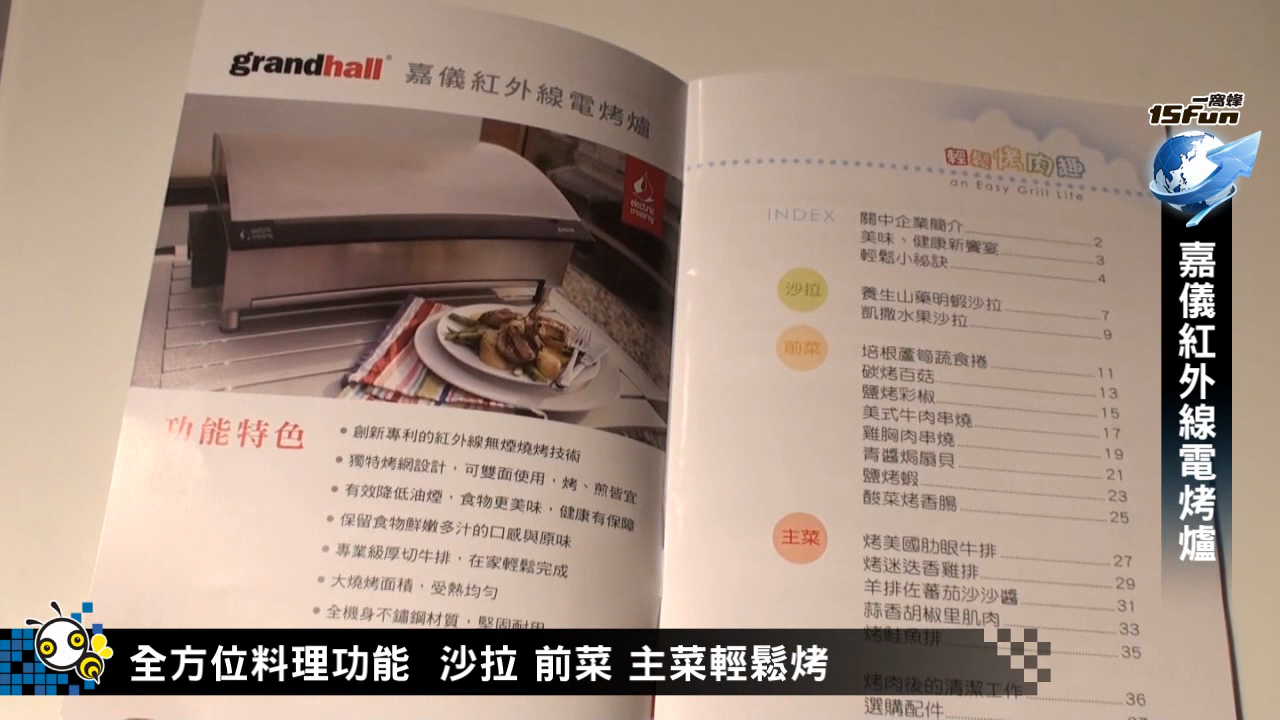 grandhall® 嘉儀紅外線電烤爐
electric
功能特色
• 創新專利的紅外線無煙燒烤技術
• 獨特烤網設計，可雙面使用，烤、煎皆宜
• 有效降低油煙，食物更美味，健康有保障
• 保留食物鮮嫩多汁的口感與原味
• 專業級厚切牛排，在家輕鬆完成
• 大燒烤面積，受熱均勻
• 全機身不鏽鋼材質，堅固耐用
輕鬆烤肉趣
an Easy Grill Life
INDEX
關中企業簡介 2
美味、健康新饗宴 3
輕鬆小秘訣 4
沙拉
養生山藥明蝦沙拉 7
凱撒水果沙拉 9
前菜
培根蘆筍蔬食捲 11
碳烤百菇 13
鹽烤彩椒 15
美式牛肉串燒 17
雞胸肉串燒 19
青醬焗扇貝 21
鹽烤蝦 23
酸菜烤香腸 25
主菜
烤美國肋眼牛排 27
烤迷迭香雞排 29
羊排佐蕃茄沙沙醬 31
蒜香胡椒里肌肉 33
烤鮭魚排 35
烤肉後的清潔工作 36
選購配件
一窩蜂
15Fun
嘉儀紅外線電烤爐
全方位料理功能 沙拉 前菜 主菜輕鬆烤